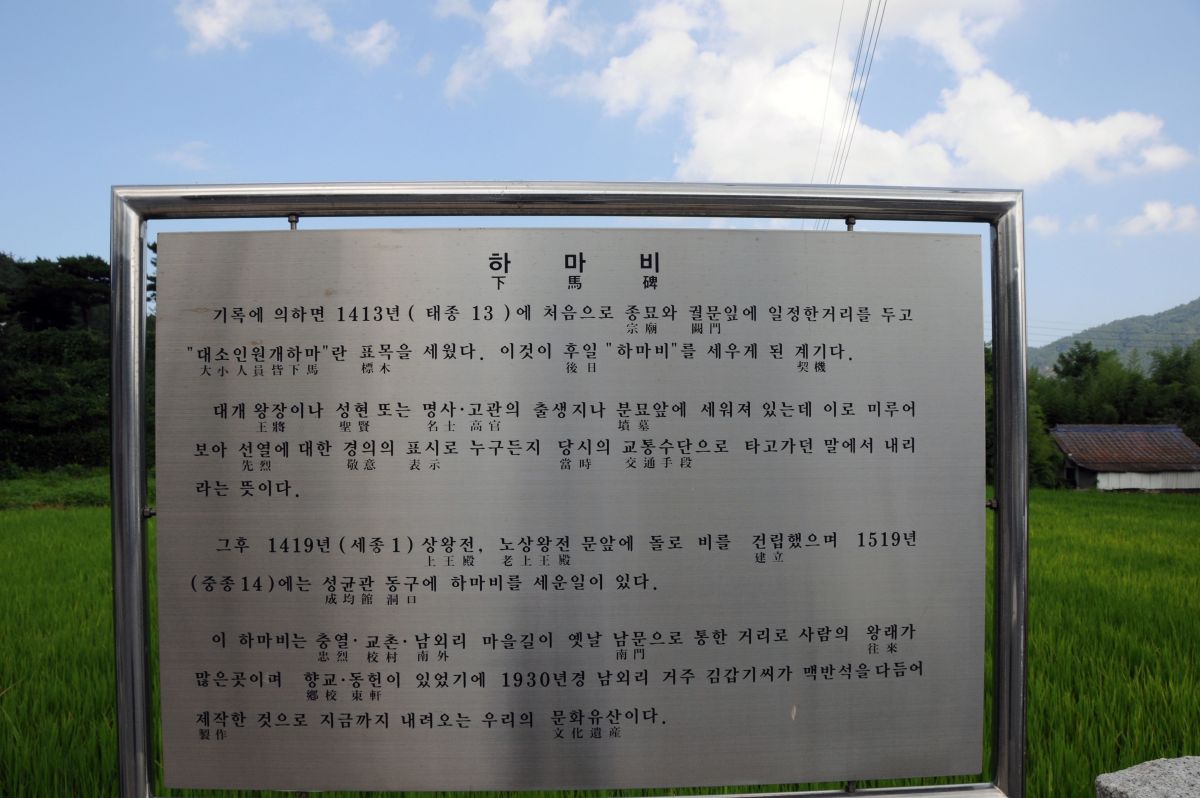 하 마 비
下 馬 碑
기록에 의하면 1413년 ( 태종 13 ) 에 처음으로 종묘와 궐문잎에 일정한거리를 두고
宗廟 闕門
"대소인원개하마"란 표목을 세웠다. 이것이 후일 "하마비"를 세우게 된 계기다.
大小人員皆下馬 標木 後日 契機
대개 왕장이나 성현 또는 명사·고관의 출생지나 분묘앞에 세워져 있는데 이로 미루어
王將 聖賢 名士 高官 墳墓
보아 선열에 대한 경의의 표시로 누구든지 당시의 교통수단으로 타고가던 말에서 내리
先烈 敬意 表示 當時 交通手段
라는 뜻이다.
그후 1419년 (세종1) 상왕전, 노상왕전 문앞에 돌로 비를 건립했으며 1519년
上王殿 老上王殿 建立
(중종14)에는 성균관 동구에 하마비를 세운일이 있다.
成均館 洞口
이 하마비는 충열·교촌·남외리 마을길이 옛날 남문으로 통한 거리로 사람의 왕래가
忠烈 校村 南外 南門 往來
많은곳이며 향교·동헌이 있었기에 1930년경 남외리 거주 김갑기씨가 맥반석을다듬어
鄕校 東軒
제작한 것으로 지금까지 내려오는 우리의 문화유산이다.
製作 文化遺産